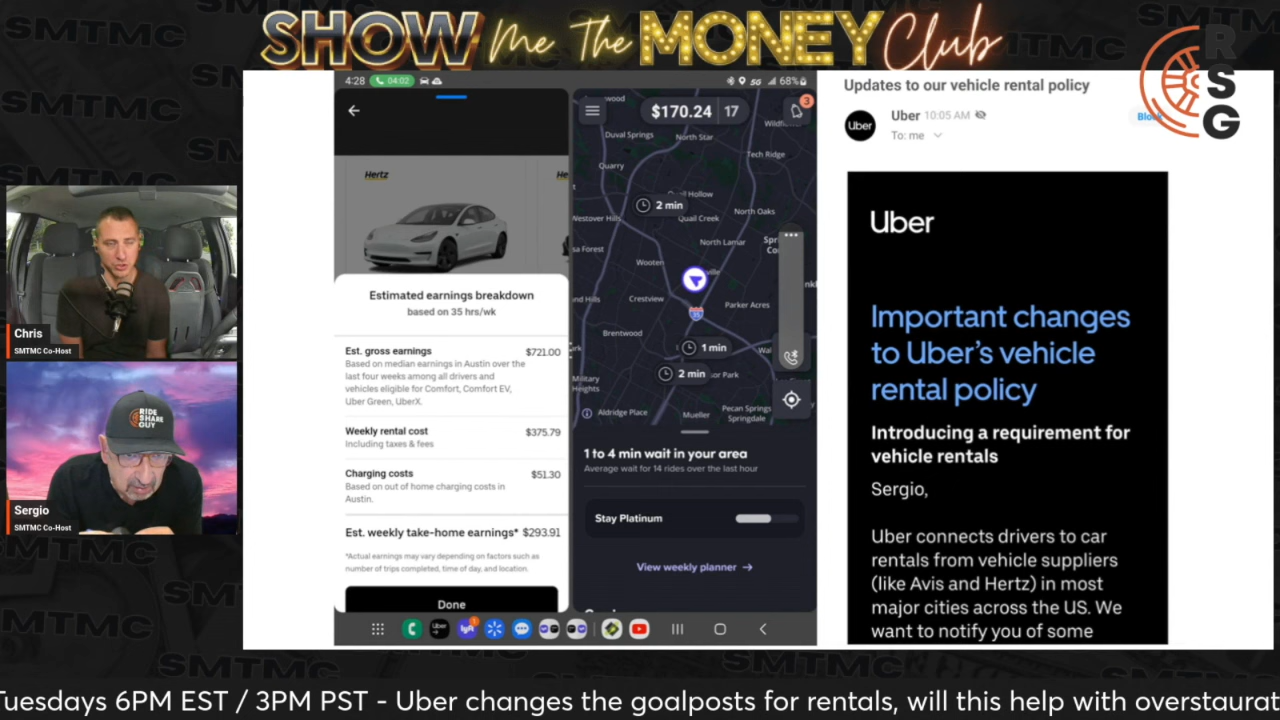 SHOW Me The MONEY Club
RSG
Chris
SMTMC Co-Host
RIDE
SHARE
GUY
Sergio
SMTMC Co-Host
4:28 04:02
Hertz
Estimated earnings breakdown
based on 35 hrs/wk
Est. gross earnings $721.00
Based on median earnings in Austin over the
last four weeks among all drivers and
vehicles eligible for Comfort, Comfort EV,
Uber Green, UberX.
Weekly rental cost $375.79
Including taxes & fees
Charging costs $51.30
Based on out of home charging costs in
Austin.
Est. weekly take-home earnings* $293.91
*Actual earnings may vary depending on factors such as
number of trips completed, time of day, and location.
Done
5G 68%
$170.24 17
3
wood
Duval Springs
North Star
Tech Ridge
Quarry
Quail Hollow
2 min
Quail Creek
North Oaks
Westover Hills
North Lamar
Wooten
Crestview
Parker Acres
Brentwood
1 min
2 min
Military
Heights
Aldridge Place
Mueller
Pecan Springs
Springdale
1 to 4 min wait in your area
Average wait for 14 rides over the last hour
Stay Platinum
View weekly planner →
Updates to our vehicle rental policy
Uber
Uber 10:05 AM
To: me
Uber
Important changes
to Uber's vehicle
rental policy
Introducing a requirement for
vehicle rentals
Sergio,
Uber connects drivers to car
rentals from vehicle suppliers
(like Avis and Hertz) in most
major cities across the US. We
want to notify you of some
Tuesdays 6PM EST / 3PM PST - Uber changes the goalposts for rentals, will this help with overstaurat